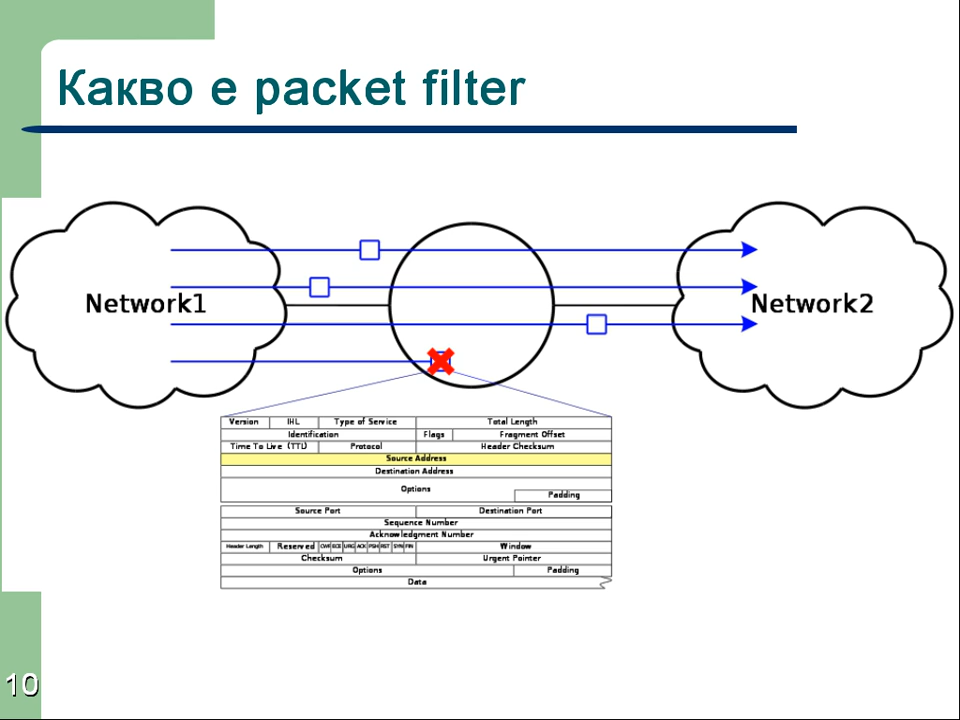 Какво е packet filter
Network1
Network2
Version IHL Type of Service Total Length
Identification Flags Fragment Offset
Time To Live (TTL) Protocol Header Checksum
Source Address
Destination Address
Options
Padding
Source Port Destination Port
Sequence Number
Acknowledgment Number
Header Length Reserved CWR ECE URG ACK PSH RST SYN FIN Window
Checksum Urgent Pointer
Options Padding
Data
10